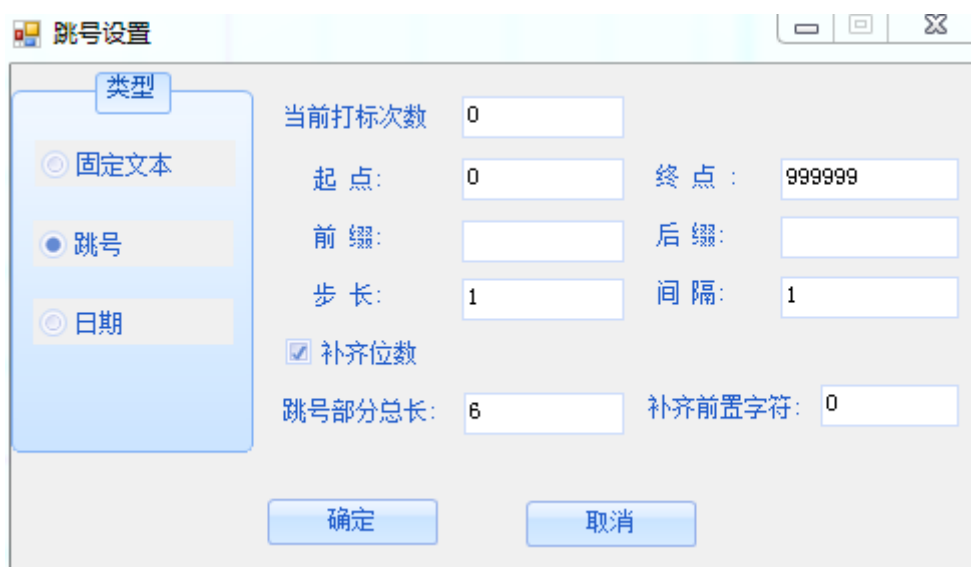 跳号设置
类型
固定文本
跳号
日期
当前打标次数 0
起 点: 0 终 点 : 999999
前 缀: 后 缀:
步 长: 1 间 隔: 1
补齐位数
跳号部分总长: 6 补齐前置字符: 0
确定 取消